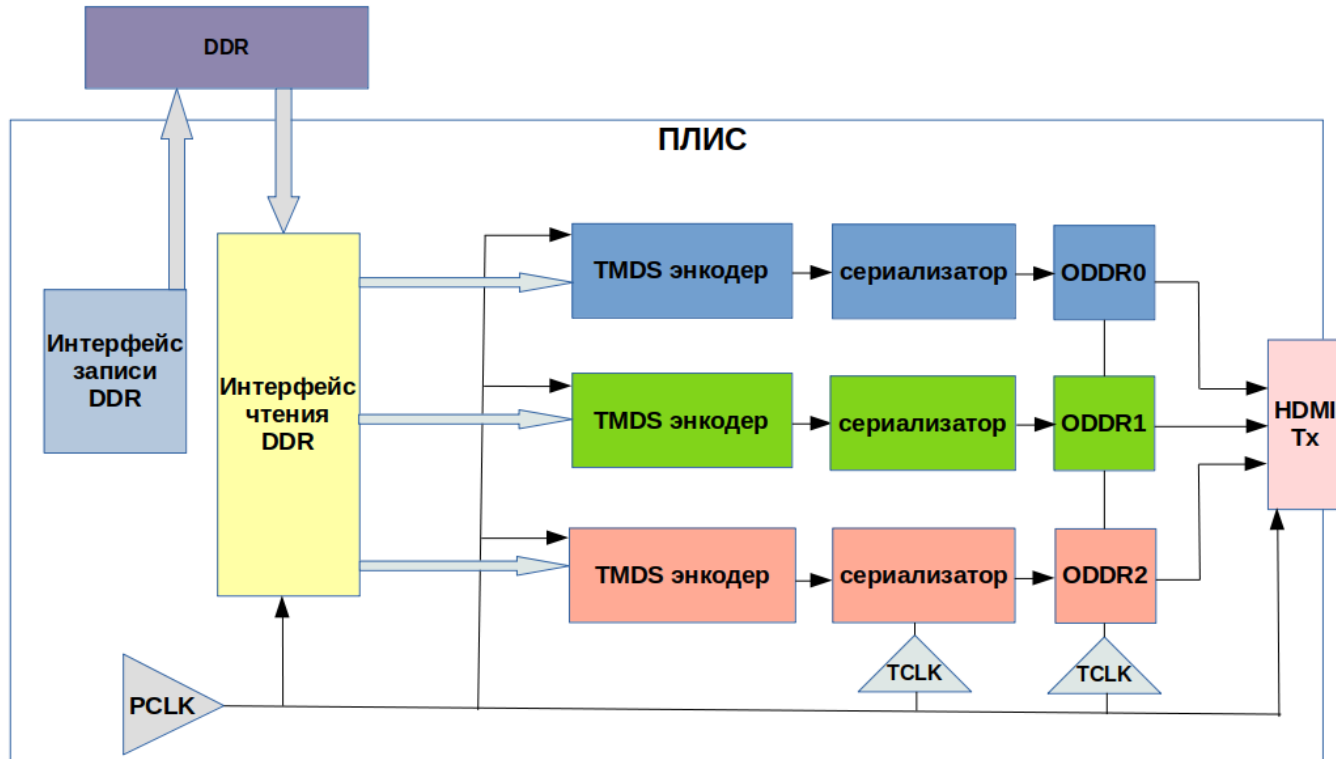 DDR
ПЛИС
TMDS энкодер
сериализатор
ODDR0
Интерфейс
записи
DDR
Интерфейс
чтения
DDR
TMDS энкодер
сериализатор
ODDR1
HDMI
Tx
TMDS энкодер
сериализатор
ODDR2
PCLK
TCLK
TCLK